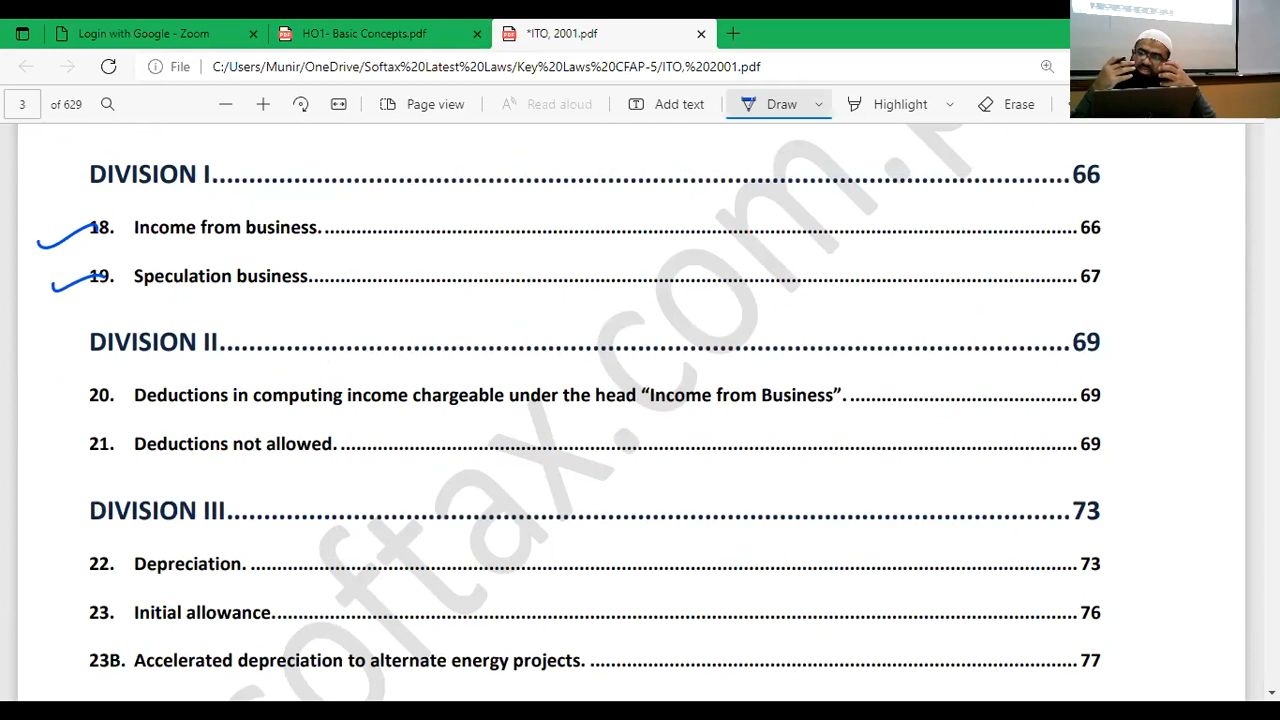 Login with Google - Zoom
HO1- Basic Concepts.pdf
*ITO, 2001.pdf
File
C:/Users/Munir/OneDrive/Softax%20Latest%20Laws/Key%20Laws%20CFAP-5/ITO,%202001.pdf
3 of 629
Page view
Read aloud
Add text
Draw
Highlight
Erase
DIVISION I 66
18. Income from business. 66
19. Speculation business 67
DIVISION II 69
20. Deductions in computing income chargeable under the head “Income from Business”. 69
21. Deductions not allowed. 69
DIVISION III 73
22. Depreciation. 73
23. Initial allowance. 76
23B. Accelerated depreciation to alternate energy projects. 77
softax.com.p